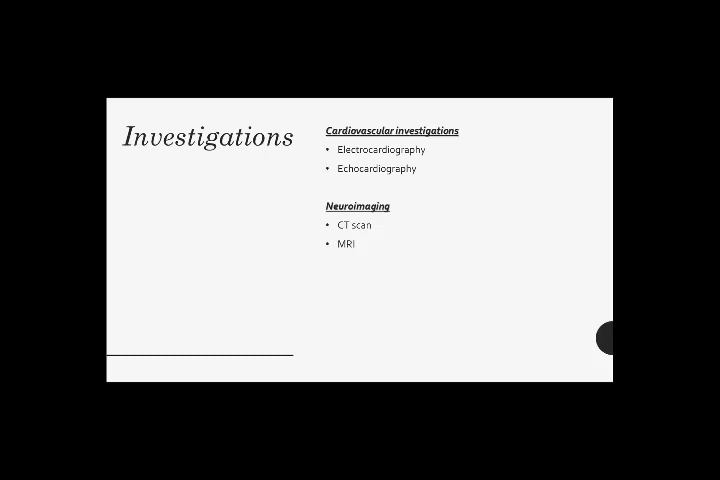 Investigations
Cardiovascular investigations
• Electrocardiography
• Echocardiography
Neuroimaging
• CT scan
• MRI